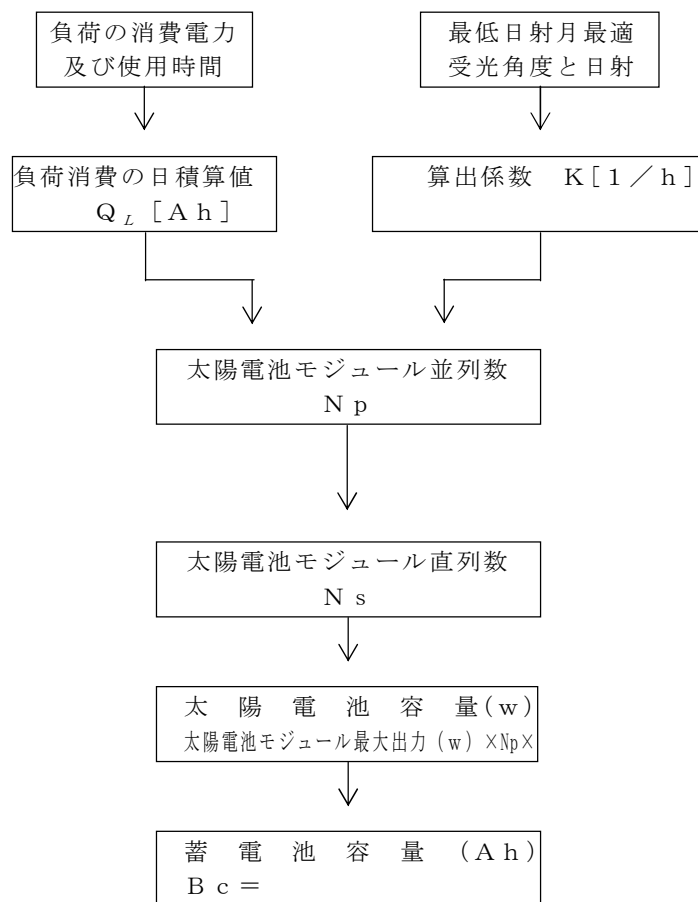 負荷の消費電力
及び使用時間
最低日射月最適
受光角度と日射
負荷消費の日積算値
Q_L [Ah]
算出係数 K[1/h]
太陽電池モジュール並列数
Np
太陽電池モジュール直列数
Ns
太陽電池容量(w)
太陽電池モジュール最大出力(w)×Np×
蓄電池容量(Ah)
Bc=